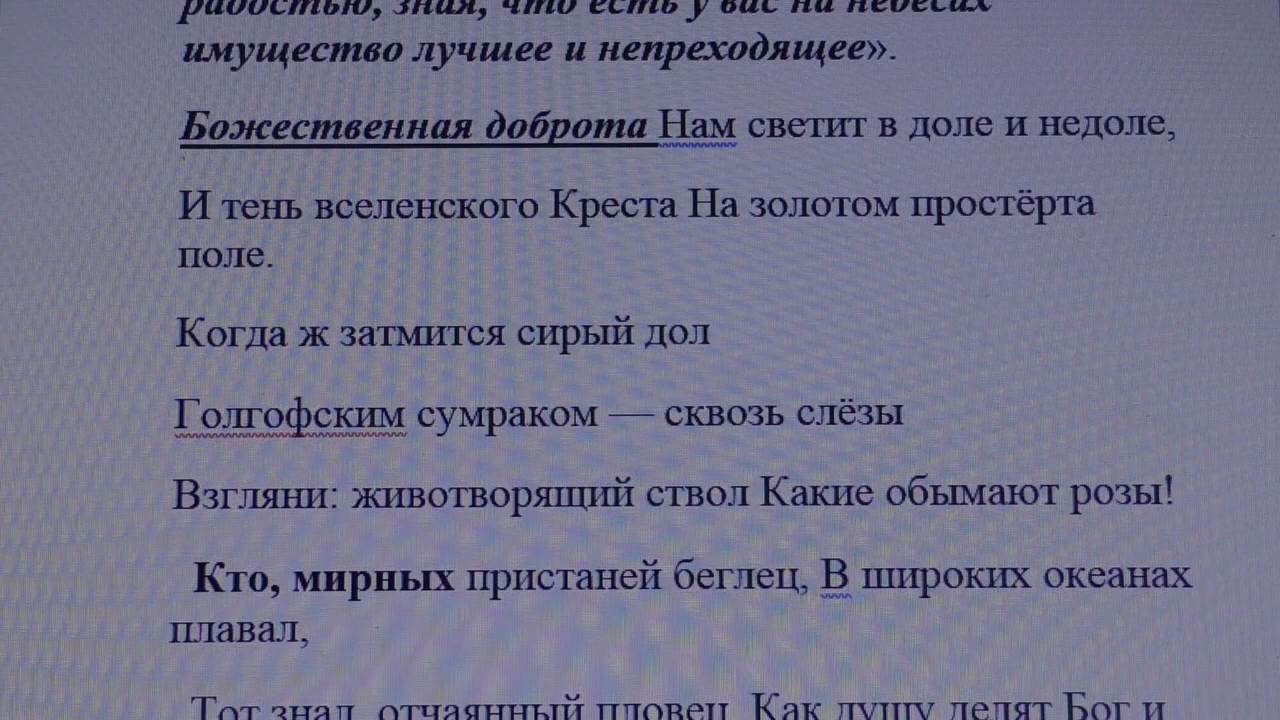 радостью, зная, что есть у вас на небесах
имущество лучшее и непреходящее».
Божественная доброта Нам светит в доле и недоле,
И тень вселенского Креста На золотом простёрта
поле.
Когда ж затмится сирый дол
Голгофским сумраком — сквозь слёзы
Взгляни: животворящий ствол Какие обымают розы!
Кто, мирных пристаней беглец, В широких океанах
плавал,
Тот знал, отчаянный пловец, Как душу делят Бог и